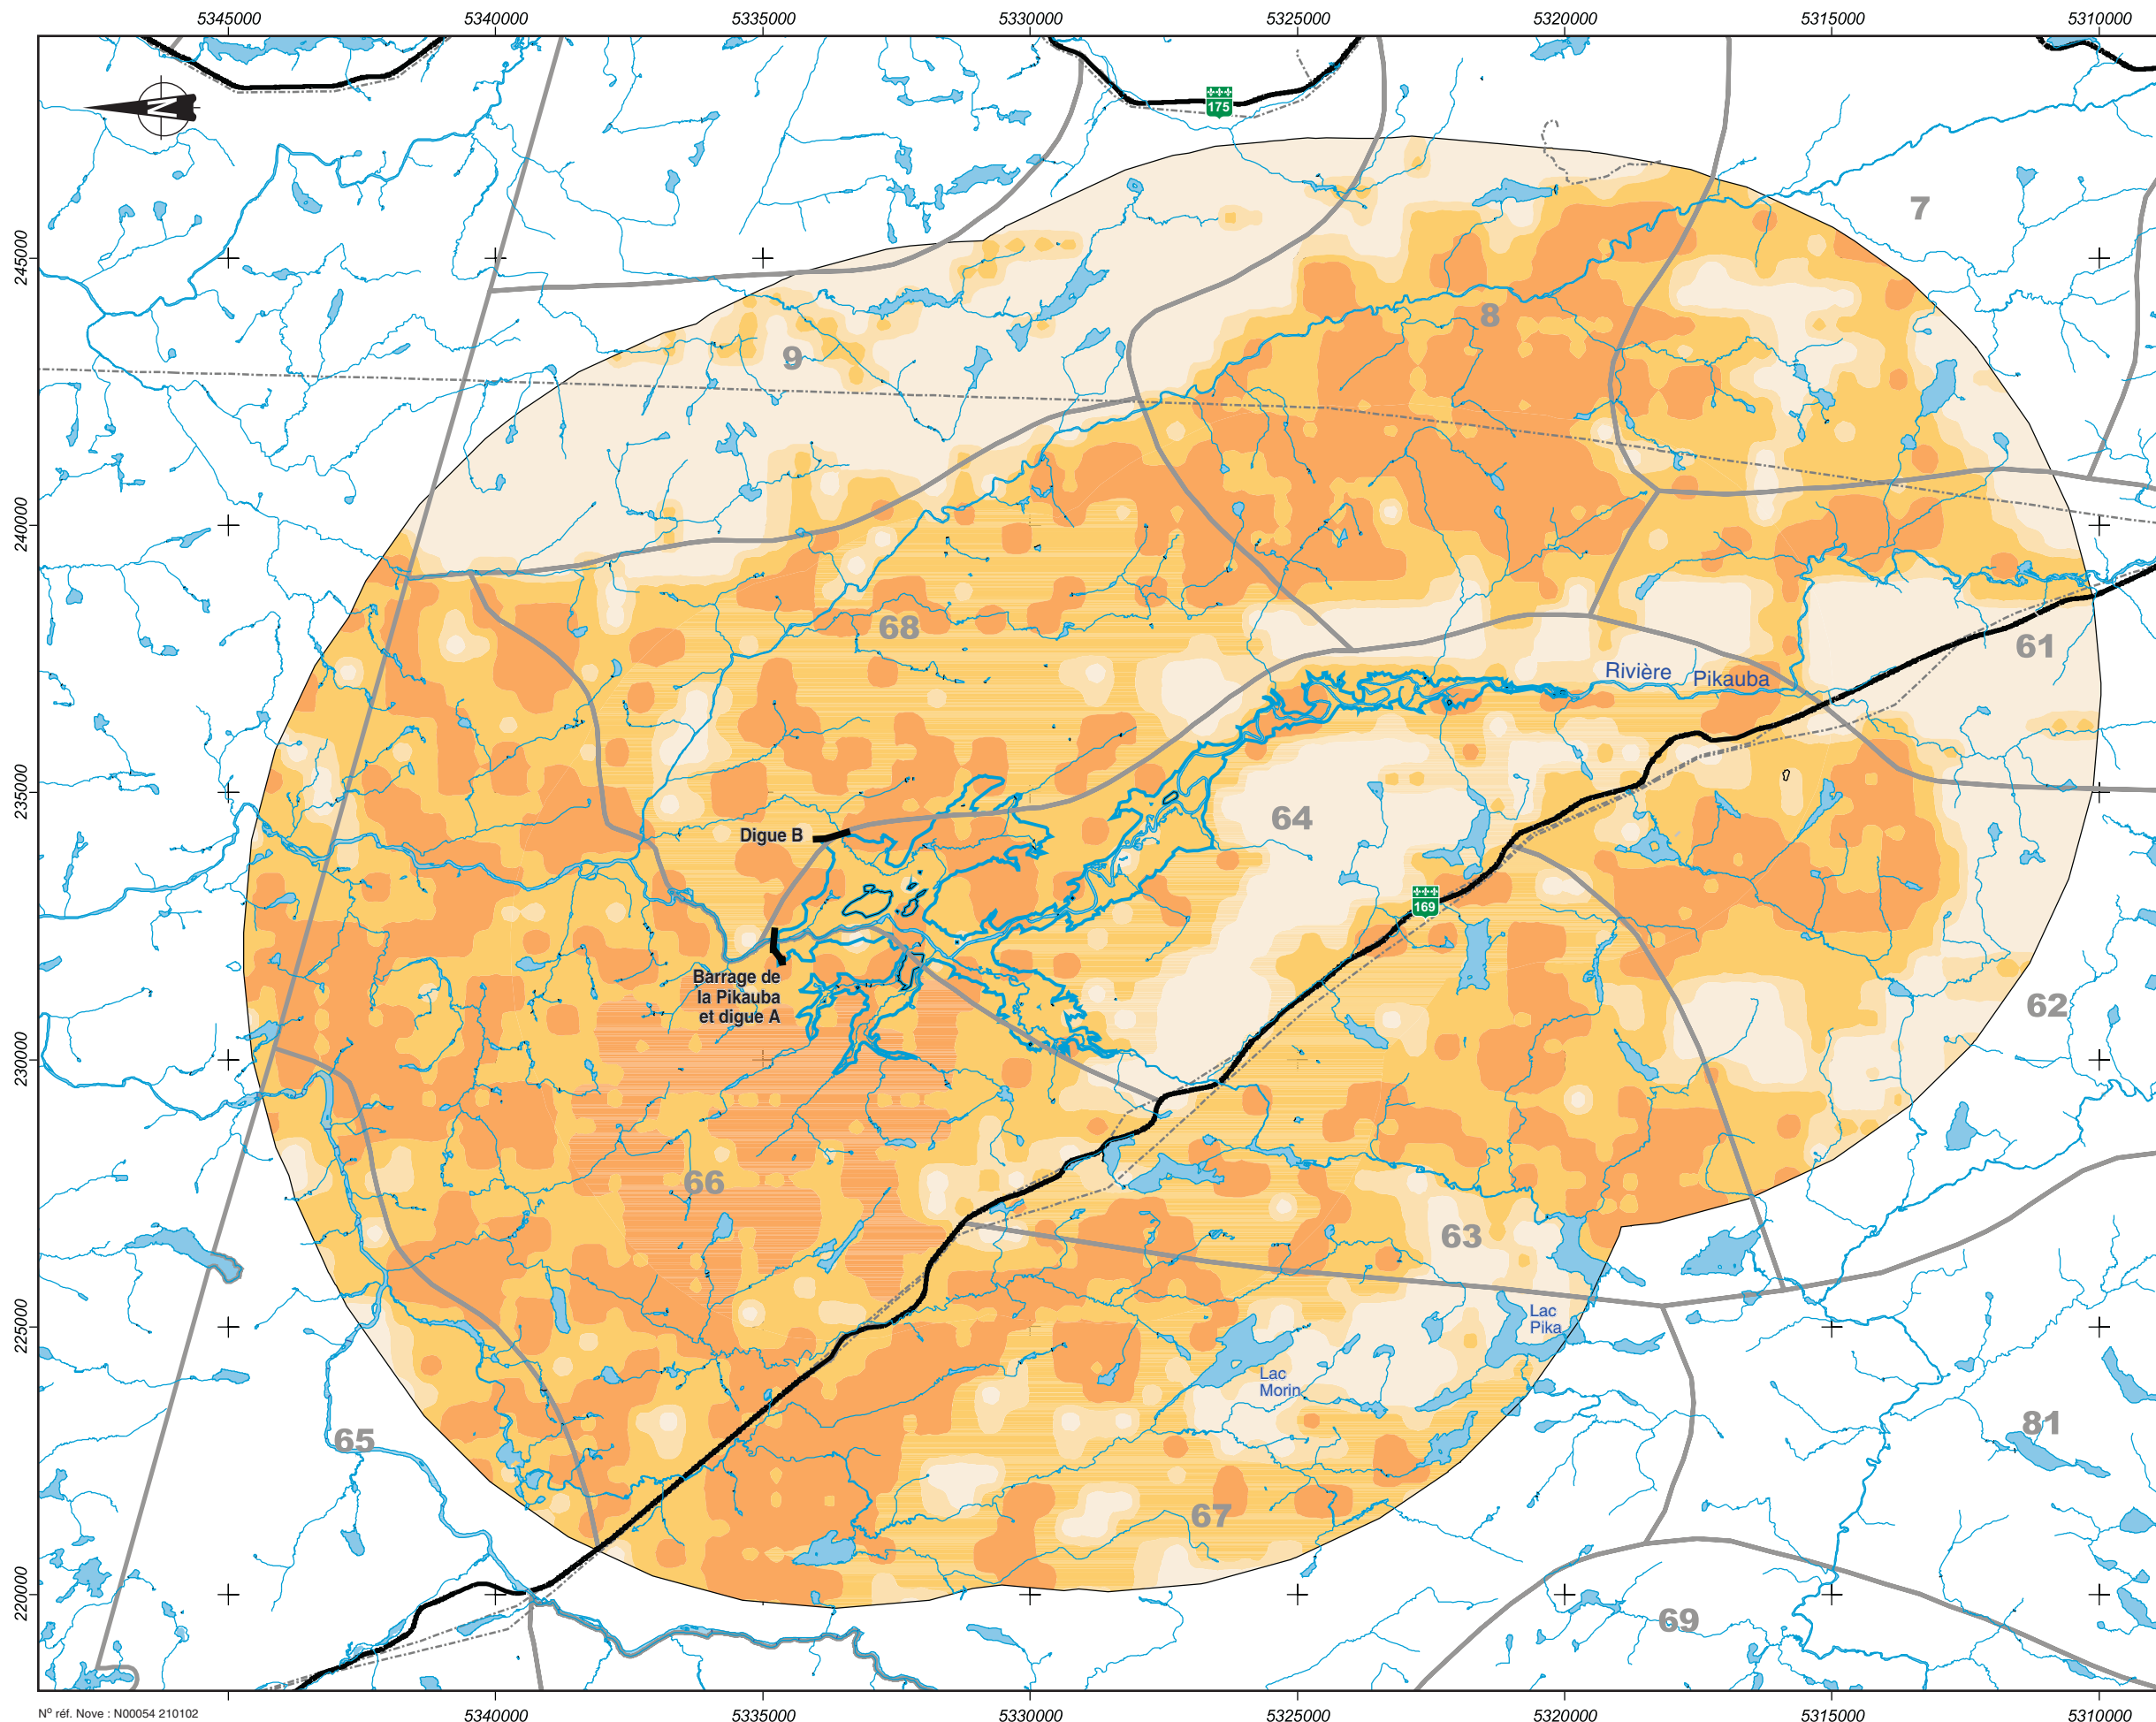 5345000 5340000 5335000 5330000 5325000 5320000 5315000 5310000
N
175
7
245000
8
9
240000
68
61
Rivière Pikauba
235000
64
Digue B
169
Barrage de
la Pikauba
et digue A
62
230000
66
63
Lac
Pika
225000
Lac
Morin
65
81
67
220000
69
5340000 5335000 5330000 5325000 5320000 5315000 5310000
Nº réf. Nove : N00054 210102